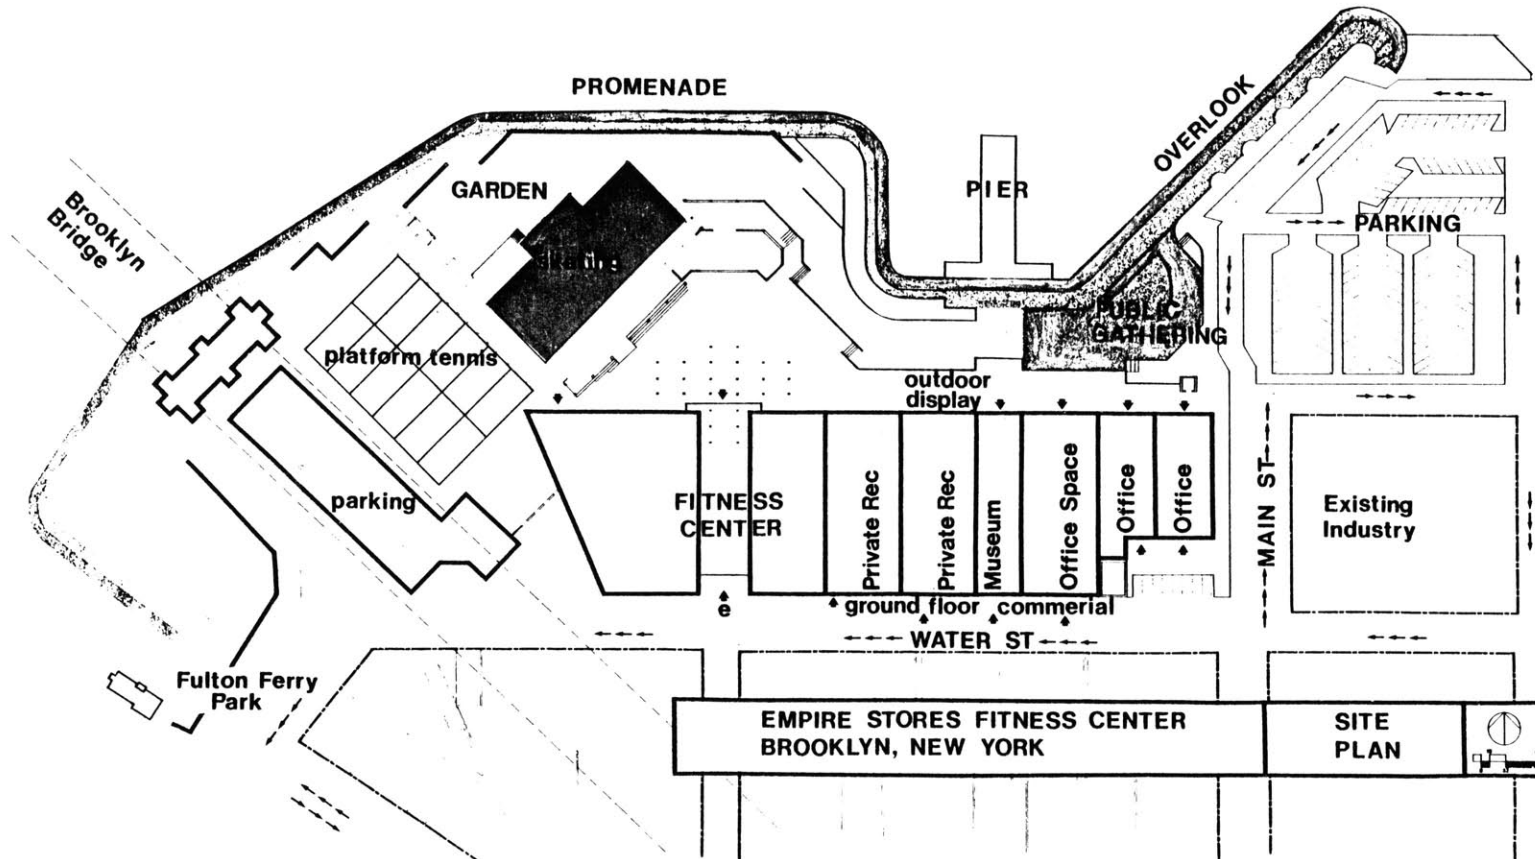 PROMENADE
OVERLOOK
Brooklyn
Bridge
GARDEN
PIER
PARKING
skating
PUBLIC
GATHERING
platform tennis
outdoor
display
parking
FITNESS
CENTER
Private Rec
Private Rec
Museum
Office Space
Office
Office
MAIN ST
Existing
Industry
e
ground floor commerial
WATER ST
Fulton Ferry
Park
EMPIRE STORES FITNESS CENTER
BROOKLYN, NEW YORK
SITE
PLAN